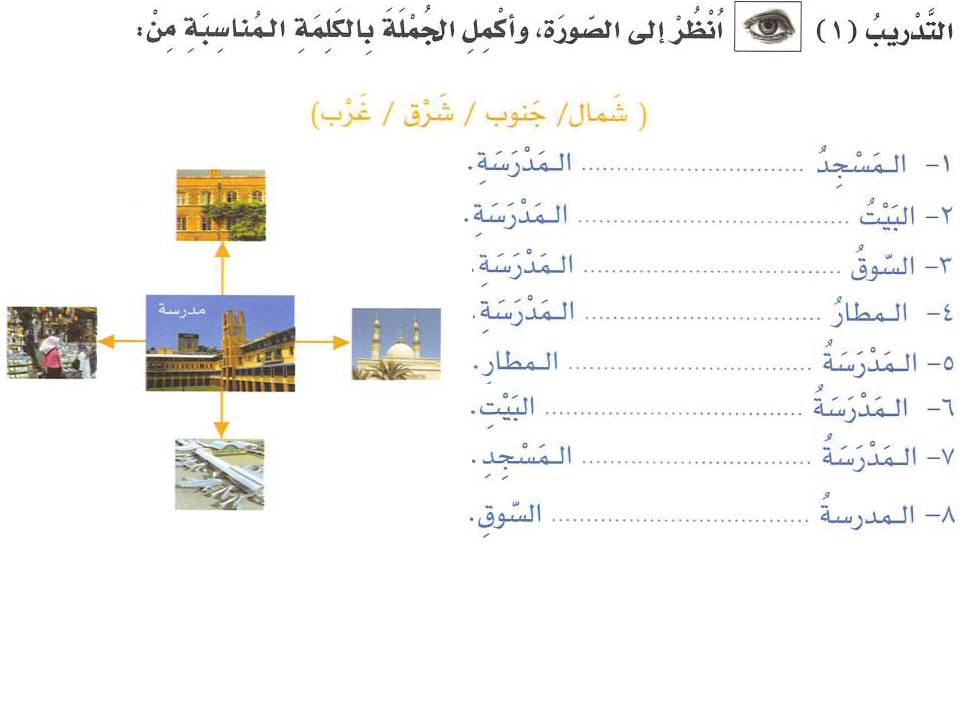 التَّدْرِيبُ (١) أُنْظُرْ إلى الصّورَة، وأكْمِلِ الجُمْلَةَ بِالكَلِمَةِ المُناسِبَةِ مِنْ:
( شَمال/ جَنوب / شَرْق / غَرْب)
١- المَسْجِدُ ................................ المَدْرَسَةِ.
٢- البَيْتُ ....................................... المَدْرَسَةِ.
٣- السّوقُ ..................................... المَدْرَسَةِ.
٤- المطارُ .................................. المَدْرَسَةِ.
٥- المَدْرَسَةُ ................................... المطارِ.
٦- المَدْرَسَةُ ..................................... البَيْتِ.
٧- المَدْرَسَةُ ................................. المَسْجِدِ.
٨- المدرسةُ ..................................... السّوقِ.
مدرسة